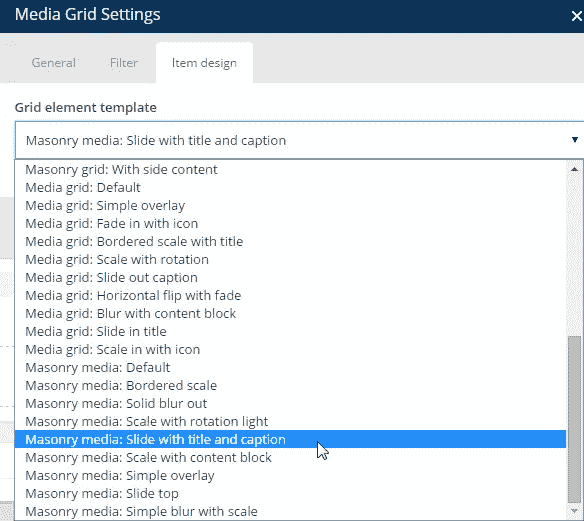 Media Grid Settings
General
Filter
Item design
Grid element template
Masonry media: Slide with title and caption
Masonry grid: With side content
Media grid: Default
Media grid: Simple overlay
Media grid: Fade in with icon
Media grid: Bordered scale with title
Media grid: Scale with rotation
Media grid: Slide out caption
Media grid: Horizontal flip with fade
Media grid: Blur with content block
Media grid: Slide in title
Media grid: Scale in with icon
Masonry media: Default
Masonry media: Bordered scale
Masonry media: Solid blur out
Masonry media: Scale with rotation light
Masonry media: Slide with title and caption
Masonry media: Scale with content block
Masonry media: Simple overlay
Masonry media: Slide top
Masonry media: Simple blur with scale